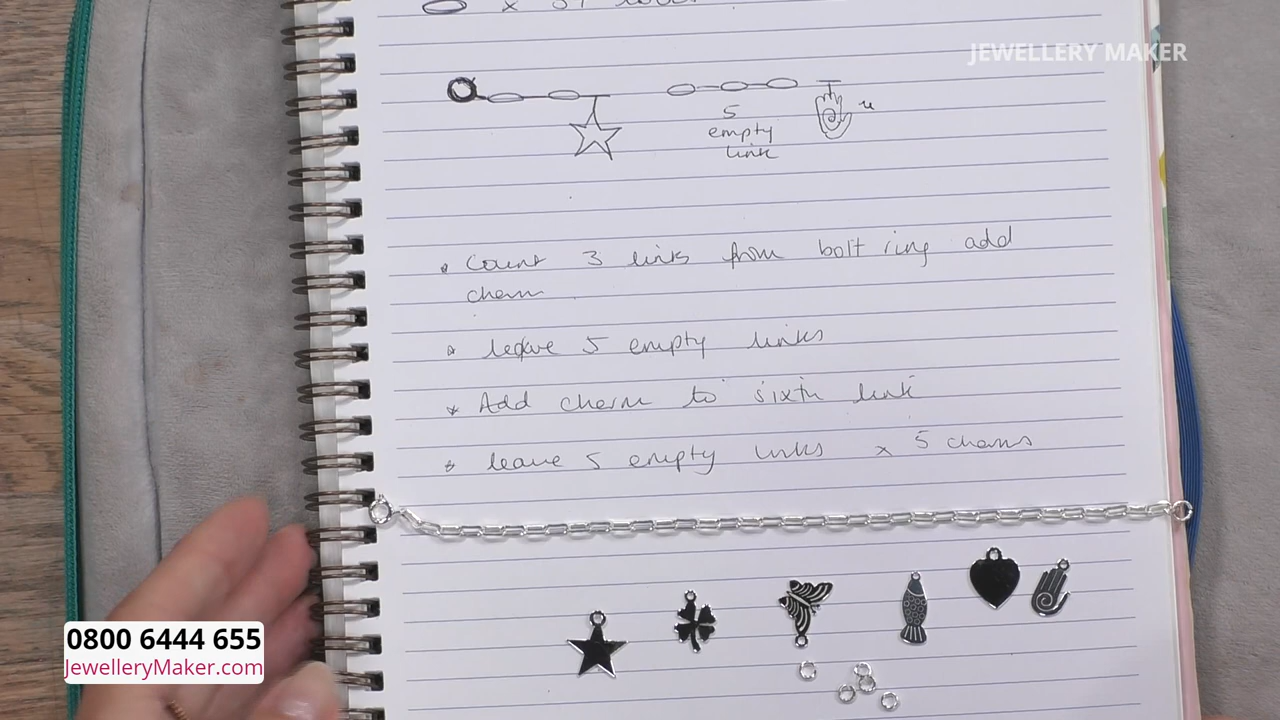 JEWELLERY MAKER
5
empty
link
• Count 3 links from bolt ring add
charm
• leave 5 empty links
* Add charm to sixth link
• leave 5 empty links x 5 charms
0800 6444 655
JewelleryMaker.com